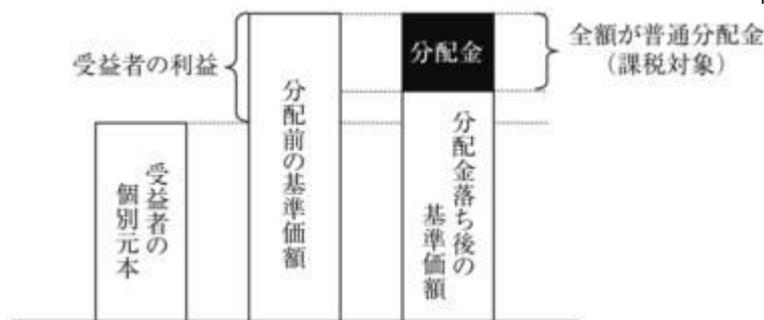 受益者の利益
受益者の
個別元本
分配前の基準価額
分配金
分配金落ち後の
基準価額
全額が普通分配金
（課税対象）